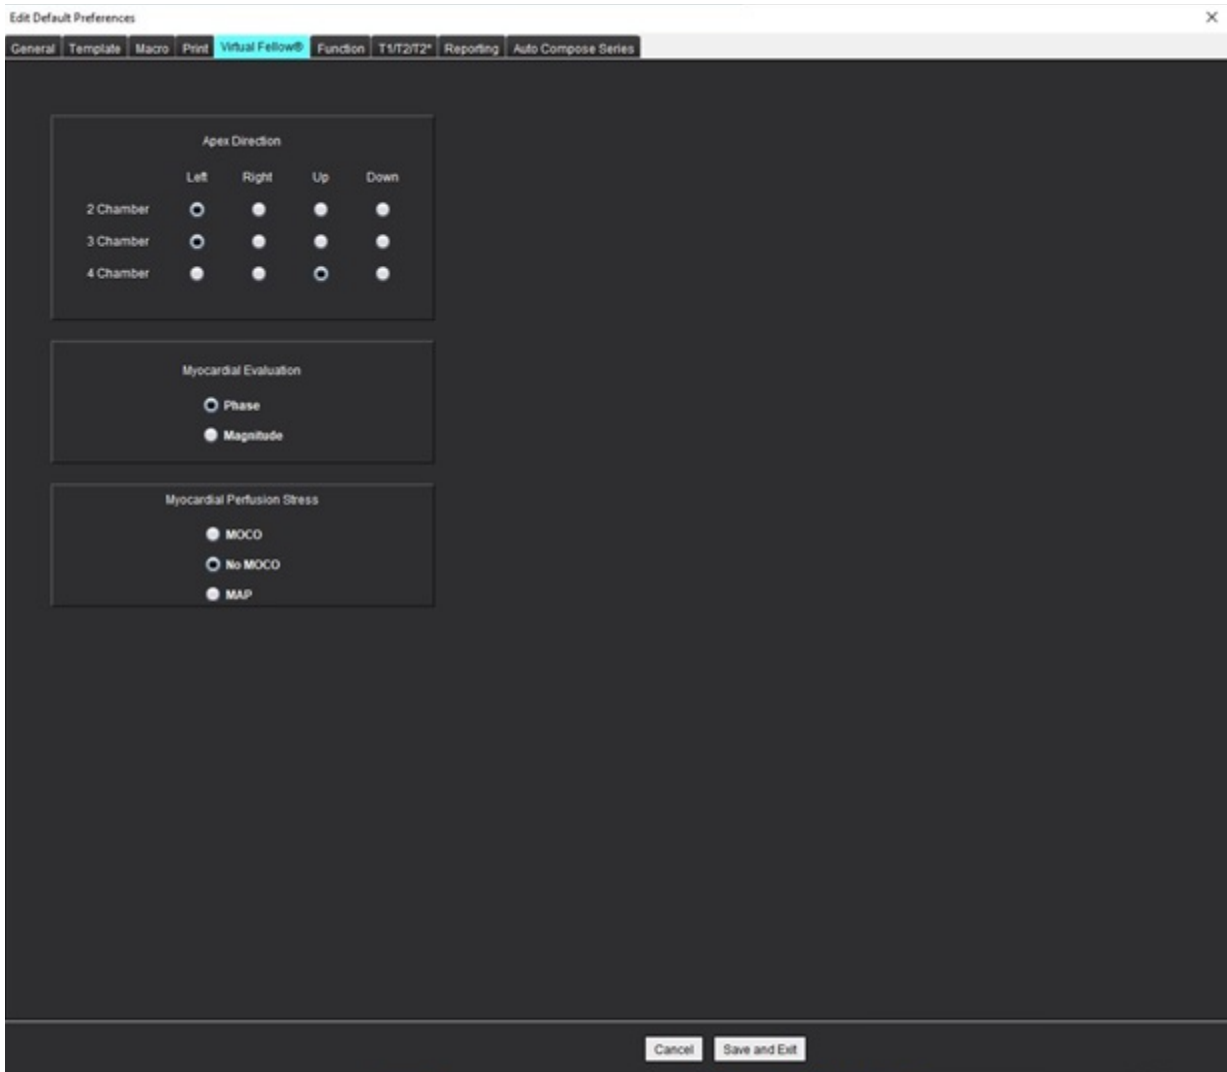 Edit Default Preferences
General Template Macro Print Virtual Fellow® Function T1/T2/T2* Reporting Auto Compose Series
Apex Direction
Left Right Up Down
2 Chamber
3 Chamber
4 Chamber
Myocardial Evaluation
Phase
Magnitude
Myocardial Perfusion Stress
MOCO
No MOCO
MAP
Cancel Save and Exit